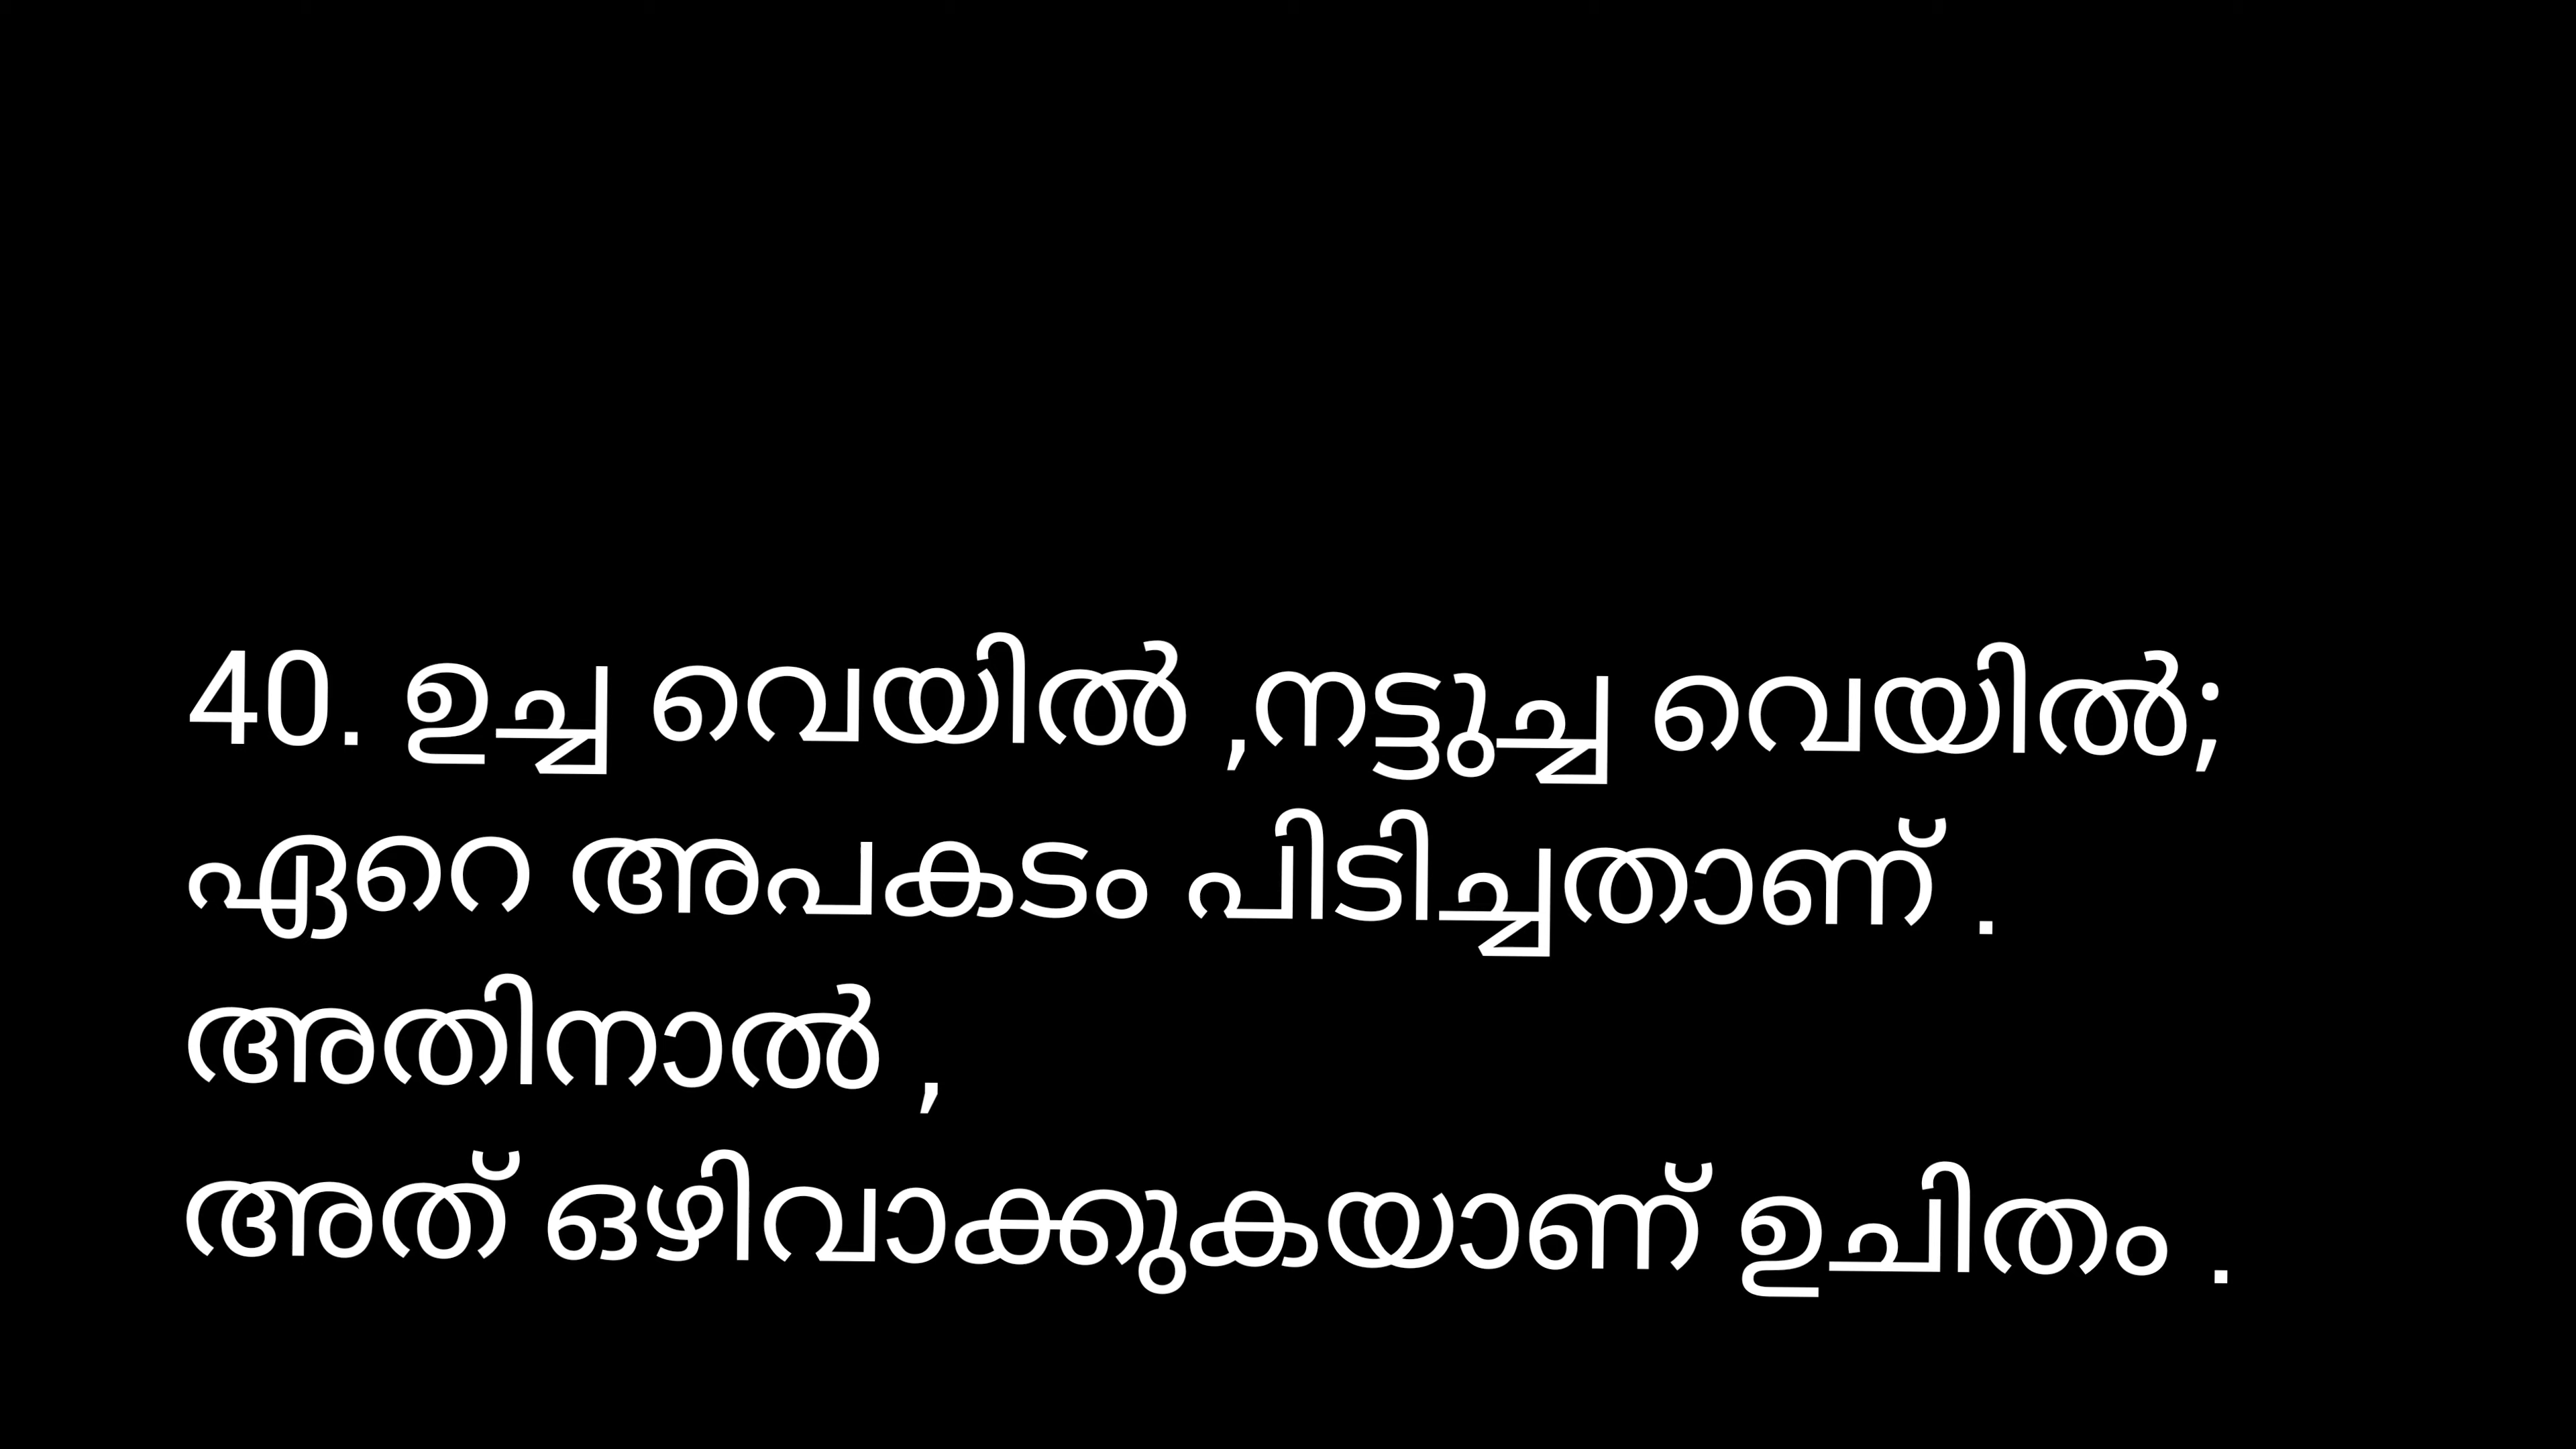 40. ഉച്ച വെയിൽ ,നട്ടുച്ച വെയിൽ;
ഏറെ അപകടം പിടിച്ചതാണ് .
അതിനാൽ ,
അത് ഒഴിവാക്കുകയാണ് ഉചിതം .